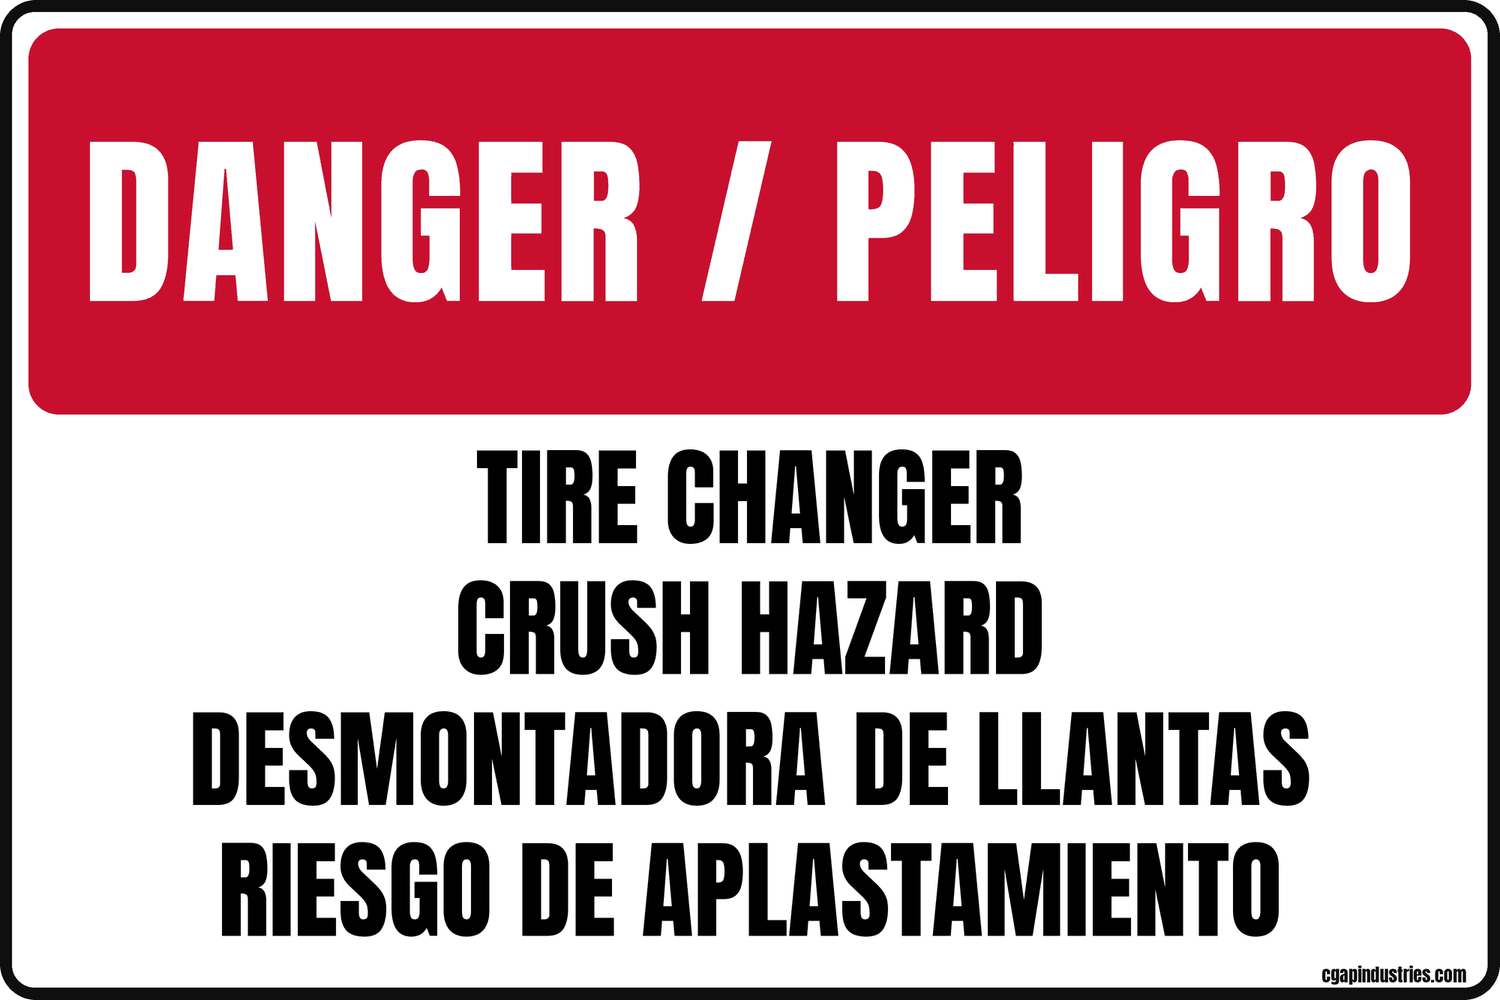 DANGER / PELIGRO
TIRE CHANGER
CRUSH HAZARD
DESMONTADORA DE LLANTAS
RIESGO DE APLASTAMIENTO
cgapindustries.com